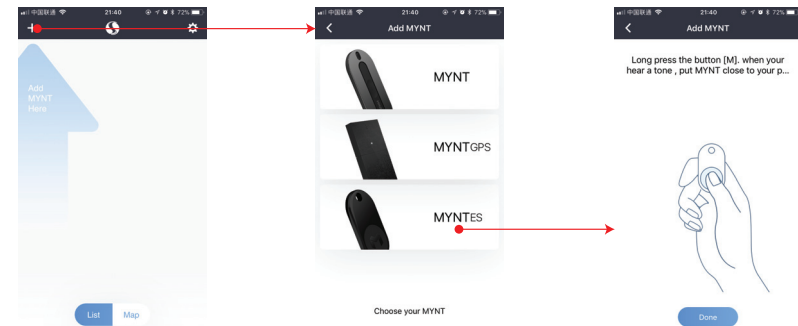 中国联通 21:40 72%
Add
MYNT
Here
List Map
中国联通 21:40 72%
Add MYNT
MYNT
MYNTGPS
MYNTES
Choose your MYNT
中国联通 21:40 72%
Add MYNT
Long press the button [M]. when your
hear a tone , put MYNT close to your p...
Done